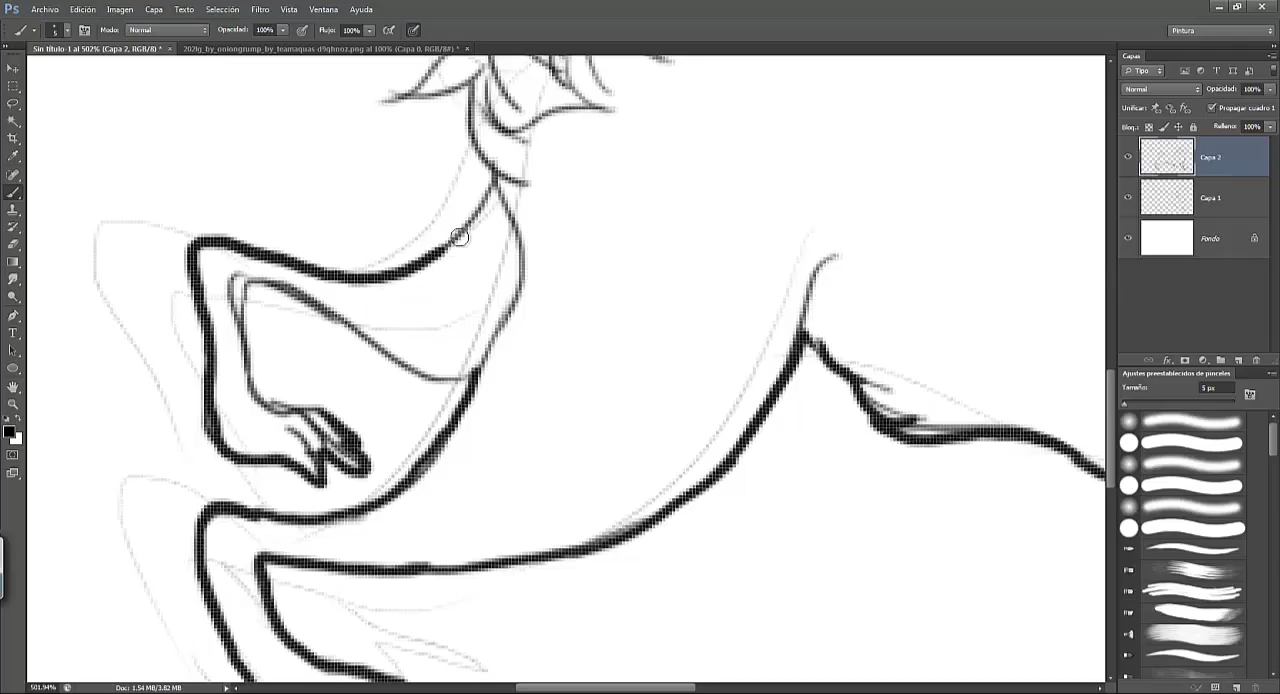 Ps Archivo Edición Imagen Capa Texto Selección Filtro Vista Ventana Ayuda
5 Modo: Normal Opacidad: 100% Flujo: 100% Pintura
Sin título-1 al 502% (Capa 2, RGB/8) * × 202lg_by_oniongrump_by_teamaquas-d9qhnoz.png al 100% (Capa 0, RGB/8#) * ×
Capas
Tipo
Normal Opacidad: 100%
Unificar: Propagar cuadro 1
Bloq.: Relleno: 100%
Capa 2
Capa 1
Fondo
Ajustes preestablecidos de pinceles
Tamaño: 5 px
501.94% Doc: 1.54 MB/3.82 MB